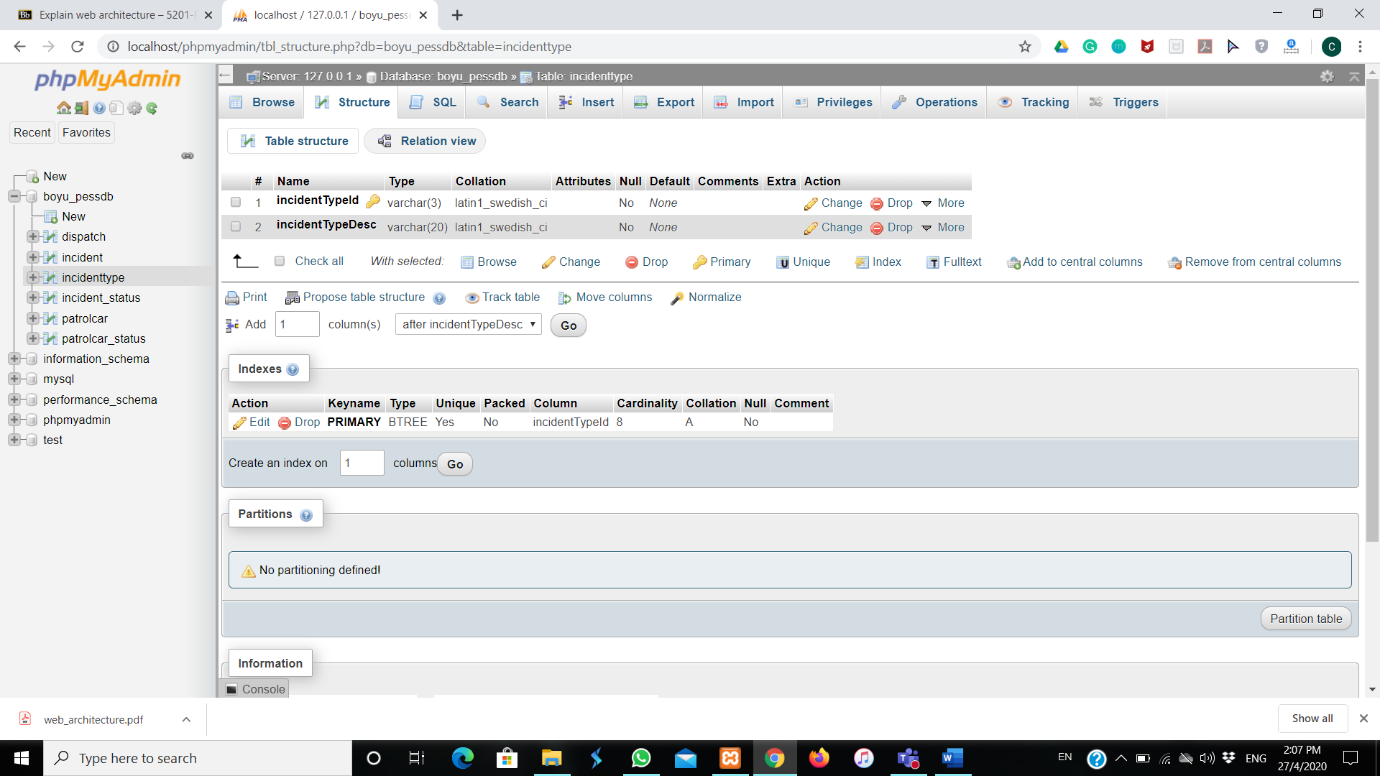 Explain web architecture – 5201-
localhost / 127.0.0.1 / boyu_pess
localhost/phpmyadmin/tbl_structure.php?db=boyu_pessdb&table=incidenttype
C
phpMyAdmin
Recent Favorites
New
boyu_pessdb
New
dispatch
incident
incidenttype
incident_status
patrolcar
patrolcar_status
information_schema
mysql
performance_schema
phpmyadmin
test
Server: 127.0.0.1 » Database: boyu_pessdb » Table: incidenttype
Browse Structure SQL Search Insert Export Import Privileges Operations Tracking Triggers
Table structure Relation view
# Name Type Collation Attributes Null Default Comments Extra Action
1 incidentTypeId varchar(3) latin1_swedish_ci No None Change Drop More
2 incidentTypeDesc varchar(20) latin1_swedish_ci No None Change Drop More
Check all With selected: Browse Change Drop Primary Unique Index Fulltext Add to central columns Remove from central columns
Print Propose table structure Track table Move columns Normalize
Add 1 column(s) after incidentTypeDesc Go
Indexes
Action Keyname Type Unique Packed Column Cardinality Collation Null Comment
Edit Drop PRIMARY BTREE Yes No incidentTypeId 8 A No
Create an index on 1 columns Go
Partitions
No partitioning defined!
Partition table
Information
Console
web_architecture.pdf
Show all
Type here to search
EN
ENG
2:07 PM
27/4/2020